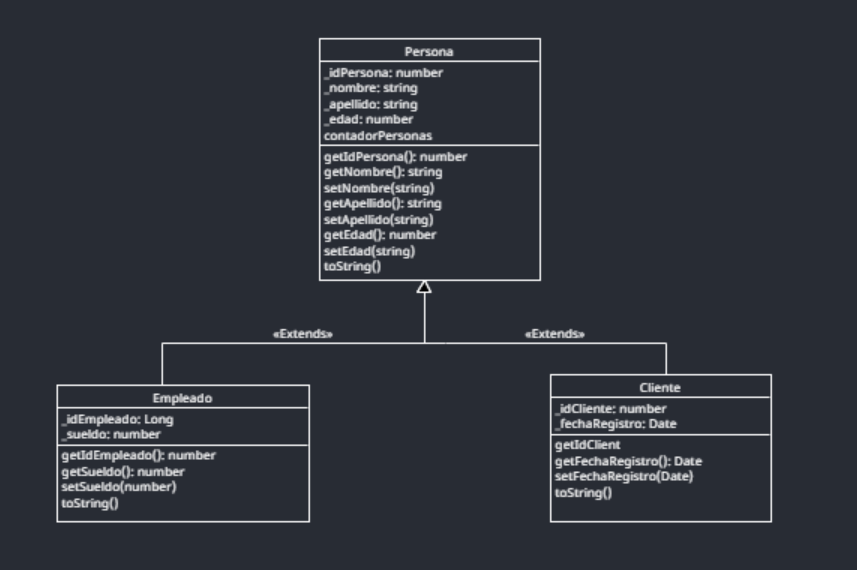 Persona
_idPersona: number
_nombre: string
_apellido: string
_edad: number
contadorPersonas
getIdPersona(): number
getNombre(): string
setNombre(string)
getApellido(): string
setApellido(string)
getEdad(): number
setEdad(string)
toString()
«Extends»
«Extends»
Empleado
_idEmpleado: Long
_sueldo: number
getIdEmpleado(): number
getSueldo(): number
setSueldo(number)
toString()
Cliente
_idCliente: number
_fechaRegistro: Date
getIdClient
getFechaRegistro(): Date
setFechaRegistro(Date)
toString()